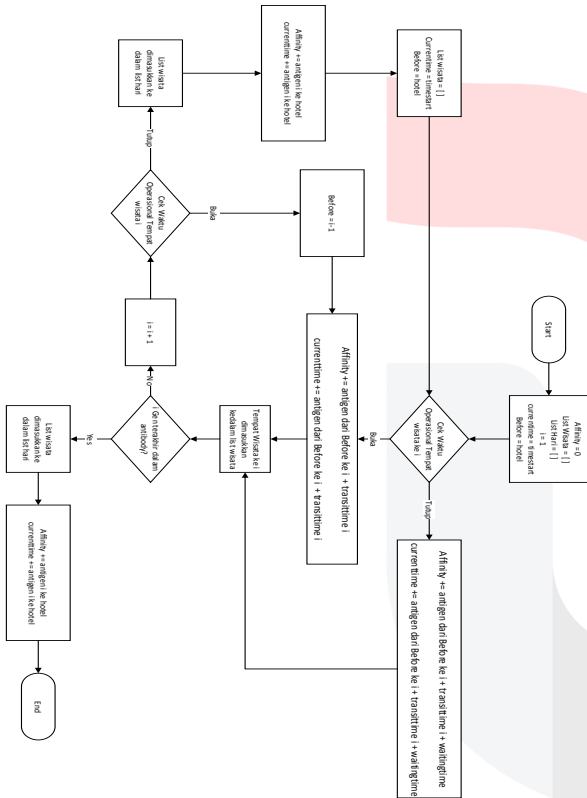 Start
Affinity = 0
List Wisata = [ ]
List Hari = [ ]
i = 1
currenttime = timestart
Before = hotel
Cek Waktu
Operasional Tempat
wisata ke i
Tutup
Affinity += antigen dari Before ke i + transittime i + waitingtime
currenttime += antigen dari Before ke i + transittime i + waitingtime
Buka
Affinity += antigen dari Before ke i + transittime i
currenttime += antigen dari Before ke i + transittime i
Tempat Wisata ke i
dimasukkan
kedalam list wisata
i Gen terakhir dalam
antibody?
Yes
List wisata
dimasukkan ke
dalam list hari
Affinity += antigen i ke hotel
currenttime += antigen i ke hotel
End
No
i = i + 1
Cek Waktu
Operasional Tempat
wisata i
Buka
Before = i-1
Tutup
List wisata
dimasukkan ke
dalam list hari
Affinity += antigen i ke hotel
currenttime += antigen i ke hotel
List wisata = [ ]
Currentime = timestart
Before = hotel